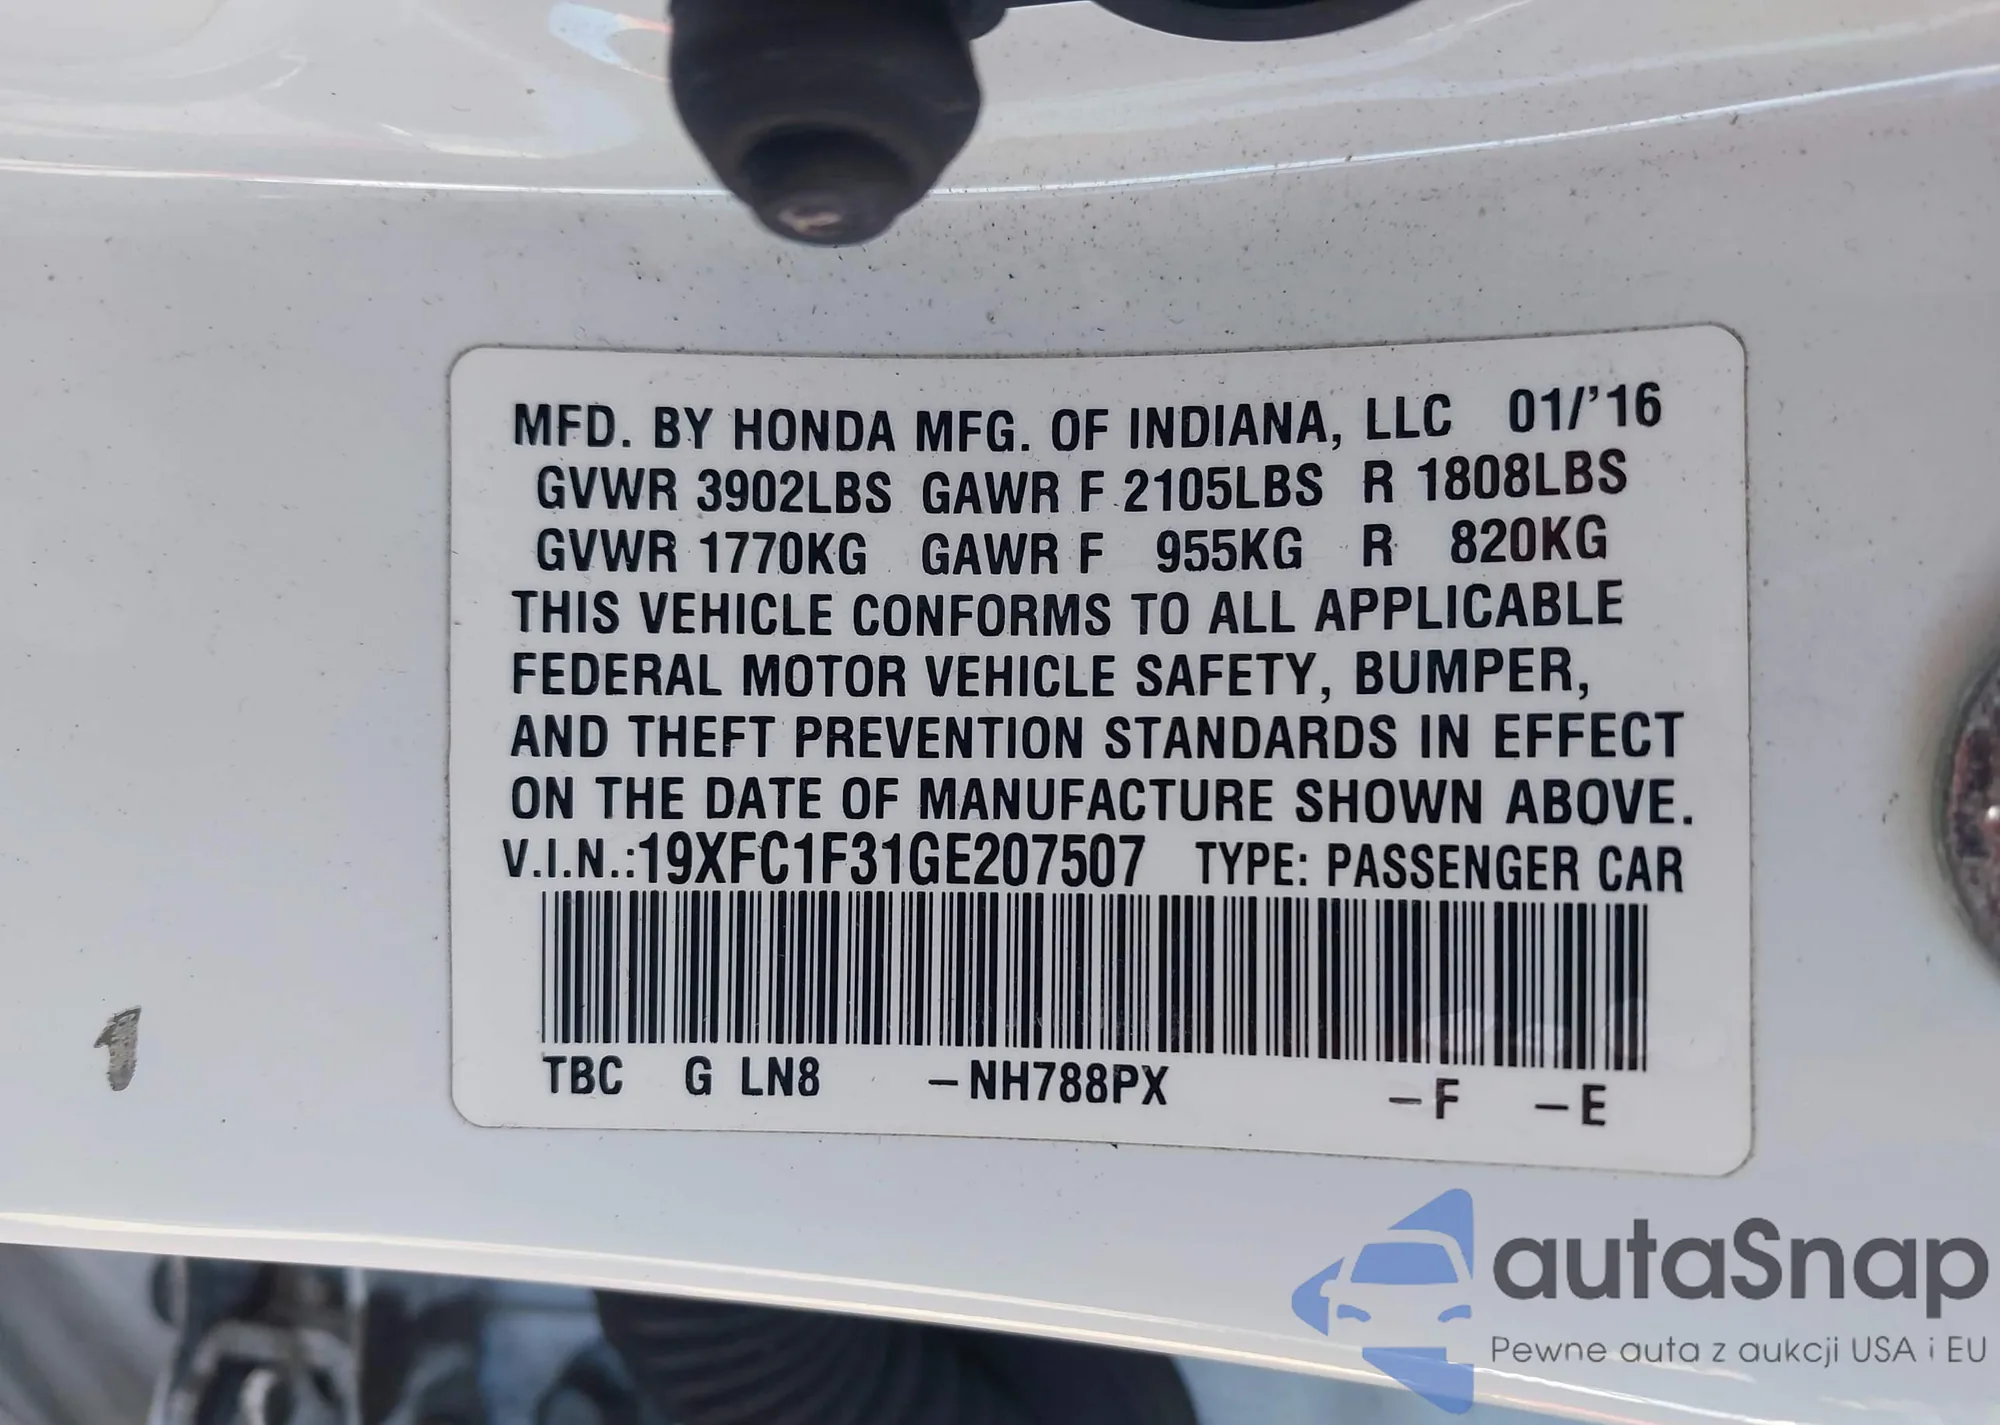 MFD. BY HONDA MFG. OF INDIANA, LLC 01/'16
GVWR 3902LBS GAWR F 2105LBS R 1808LBS
GVWR 1770KG GAWR F 955KG R 820KG
THIS VEHICLE CONFORMS TO ALL APPLICABLE
FEDERAL MOTOR VEHICLE SAFETY, BUMPER,
AND THEFT PREVENTION STANDARDS IN EFFECT
ON THE DATE OF MANUFACTURE SHOWN ABOVE.
V.I.N.:19XFC1F31GE207507 TYPE: PASSENGER CAR
TBC G LN8 –NH788PX –F –E
autaSnap
Pewne auta z aukcji USA i EU